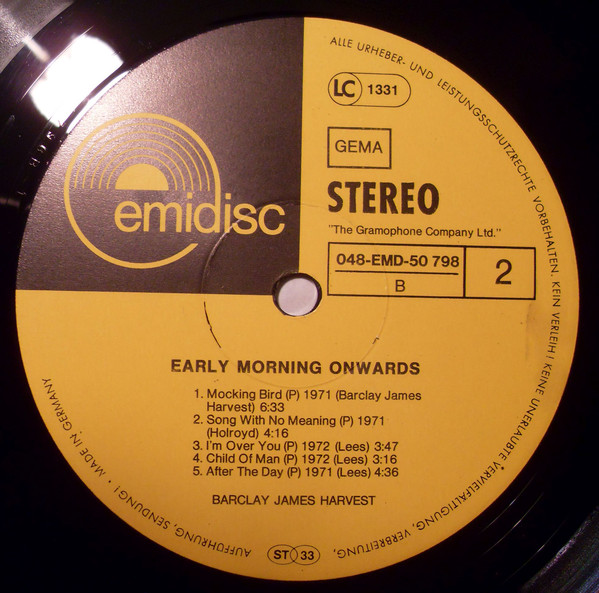 ALLE URHEBER- UND LEISTUNGSSCHUTZRECHTE VORBEHALTEN. KEIN VERLEIH! KEINE UNERLAUBTE VERVIELFÄLTIGUNG, VERBREITUNG, AUFFÜHRUNG, SENDUNG! • MADE IN GERMANY
LC 1331
GEMA
emidisc
STEREO
"The Gramophone Company Ltd."
048-EMD-50 798
B
2
EARLY MORNING ONWARDS
1. Mocking Bird (P) 1971 (Barclay James
Harvest) 6:33
2. Song With No Meaning (P) 1971
(Holroyd) 4:16
3. I'm Over You (P) 1972 (Lees) 3:47
4. Child Of Man (P) 1972 (Lees) 3:16
5. After The Day (P) 1971 (Lees) 4:36
BARCLAY JAMES HARVEST
ST 33